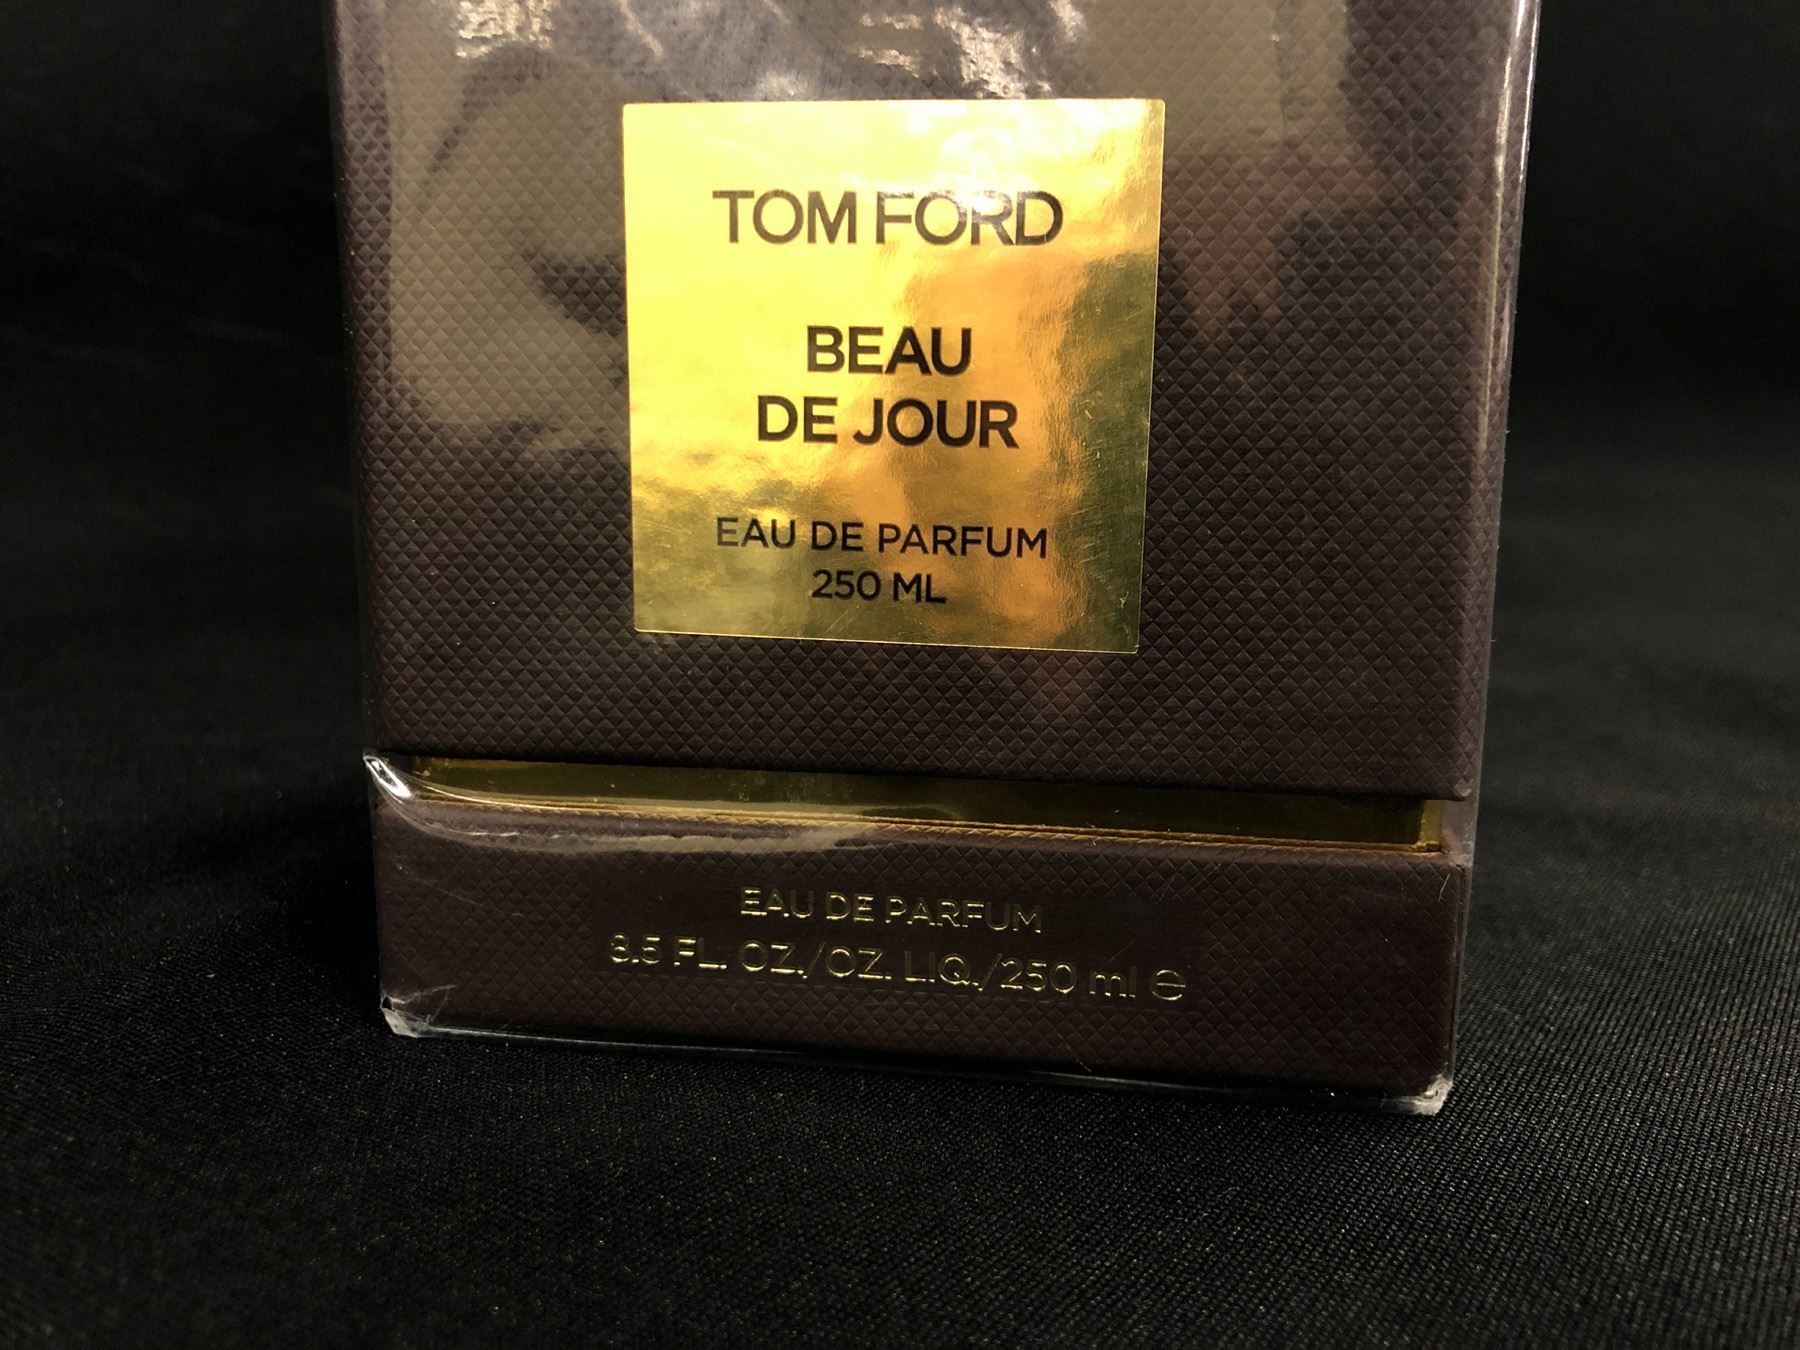 TOM FORD
BEAU
DE JOUR
EAU DE PARFUM
250 ML
EAU DE PARFUM
8.5 FL. OZ./OZ. LIQ./250 ml ℮